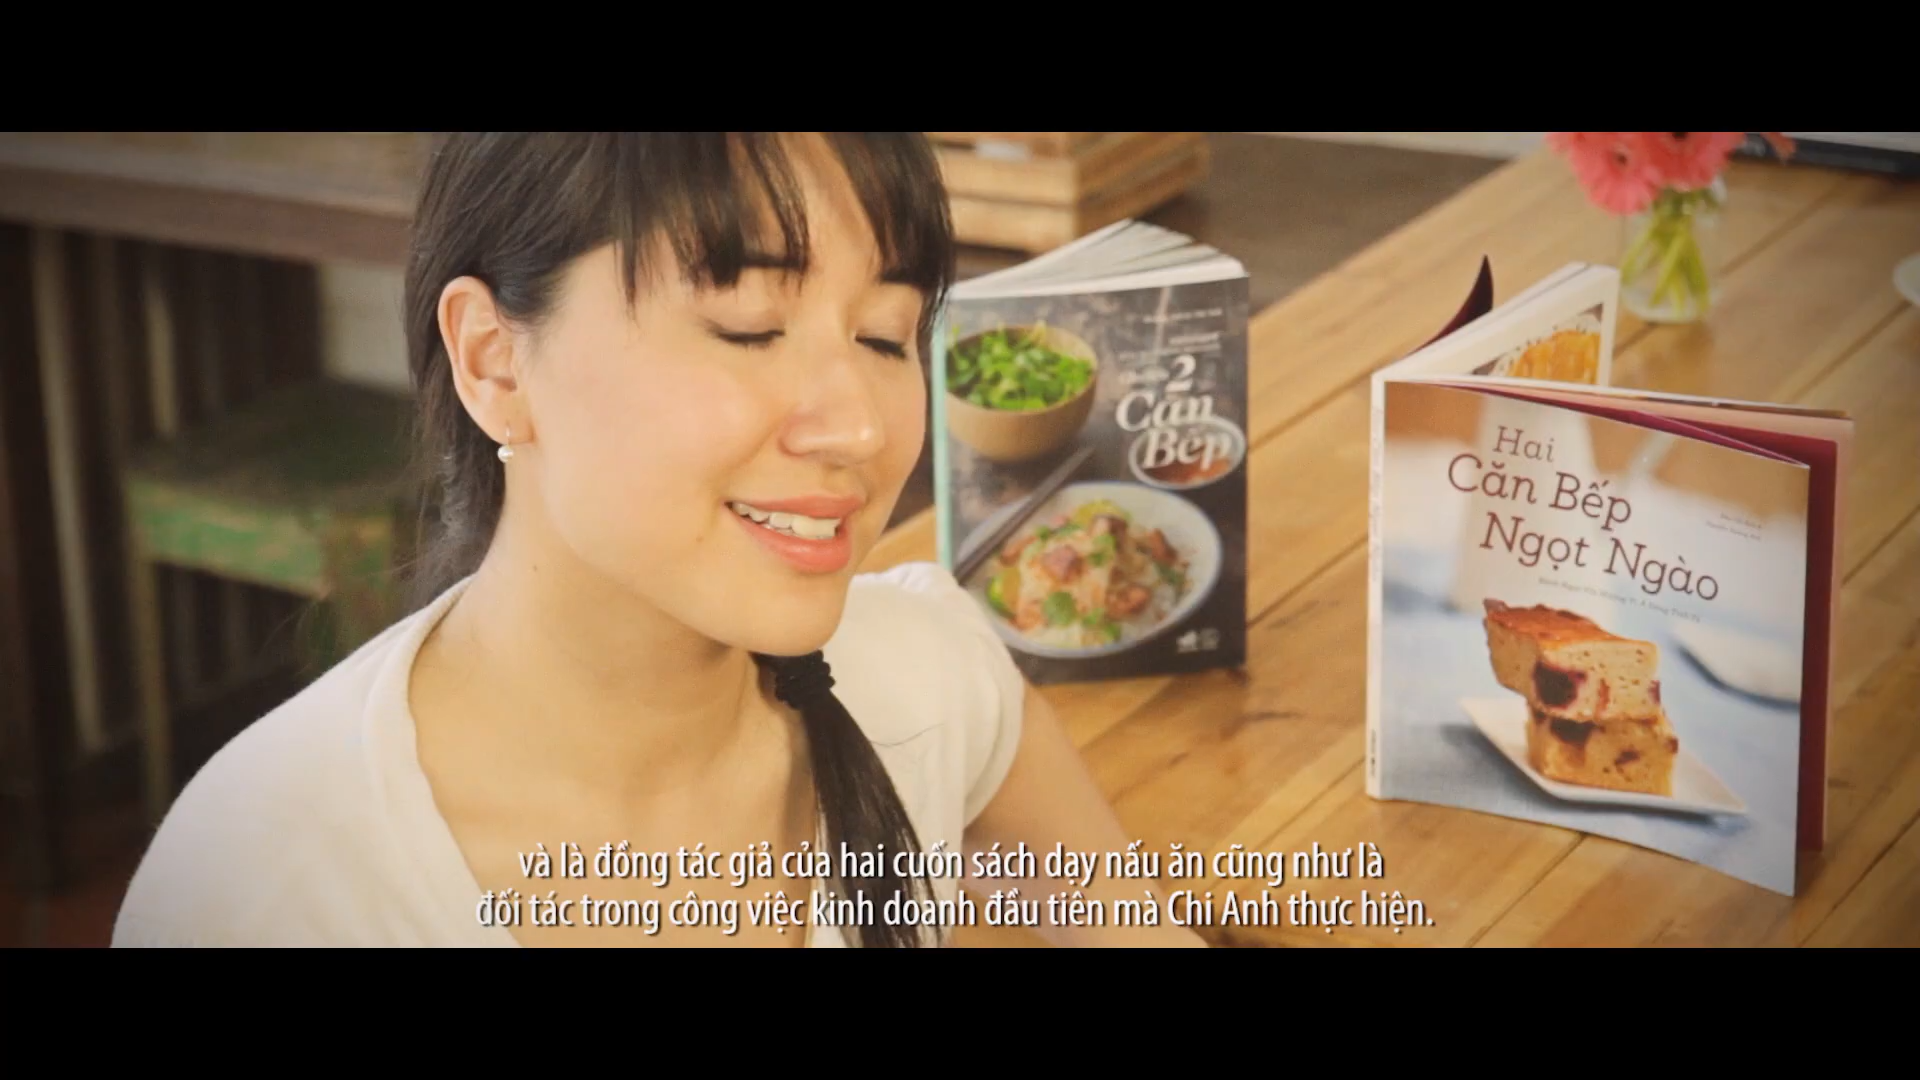 2
Căn
Bếp
Hai
Căn Bếp
Ngọt Ngào
và là đồng tác giả của hai cuốn sách dạy nấu ăn cũng như là
đối tác trong công việc kinh doanh đầu tiên mà Chi Anh thực hiện.